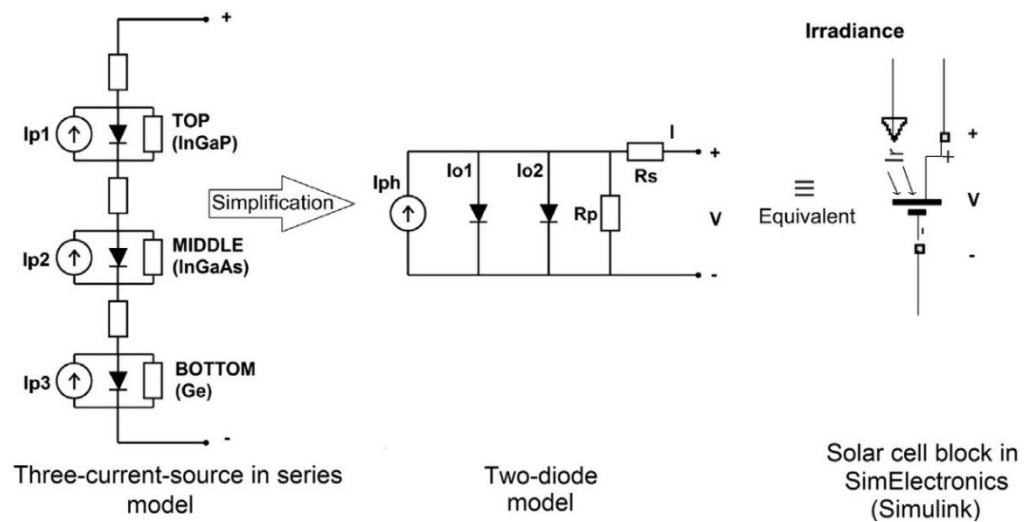 +
Ip1
TOP
(InGaP)
Ip2
MIDDLE
(InGaAs)
Ip3
BOTTOM
(Ge)
-
Three-current-source in series
model
Simplification
Iph
Io1
Io2
Rp
Rs
I
+
V
-
Two-diode
model
≡
Equivalent
Irradiance
Ir
+
+
V
-
-
Solar cell block in
SimElectronics
(Simulink)